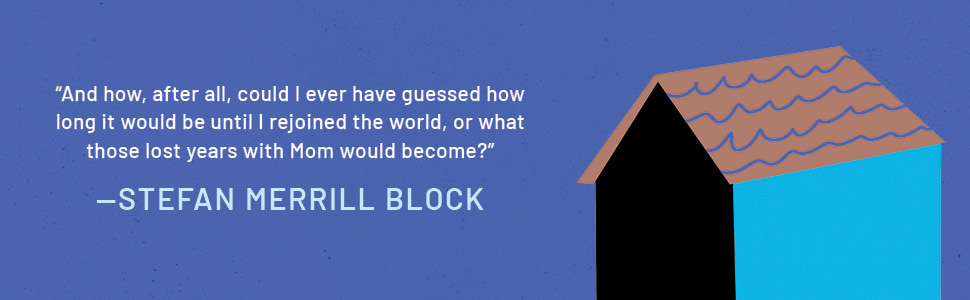 “And how, after all, could I ever have guessed how
long it would be until I rejoined the world, or what
those lost years with Mom would become?”
—STEFAN MERRILL BLOCK